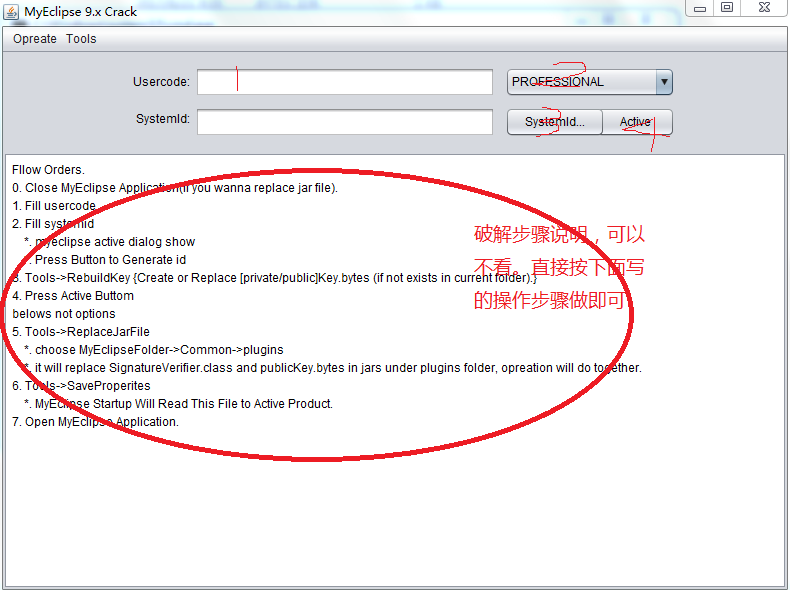 MyEclipse 9.x Crack
Opreate Tools
Usercode:
PROFESSIONAL
SystemId:
SystemId...
Active
Fllow Orders.
0. Close MyEclipse Application(if you wanna replace jar file).
1. Fill usercode
2. Fill systemid
*. myeclipse active dialog show
*. Press Button to Generate id
3. Tools->RebuildKey {Create or Replace [private/public]Key.bytes (if not exists in current folder).}
4. Press Active Buttom
belows not options
5. Tools->ReplaceJarFile
*. choose MyEclipseFolder->Common->plugins
*. it will replace SignatureVerifier.class and publicKey.bytes in jars under plugins folder, opreation will do together.
6. Tools->SaveProperites
*. MyEclipse Startup Will Read This File to Active Product.
7. Open MyEclipse Application.
破解步骤说明，可以
不看。直接按下面写
的操作步骤做即可